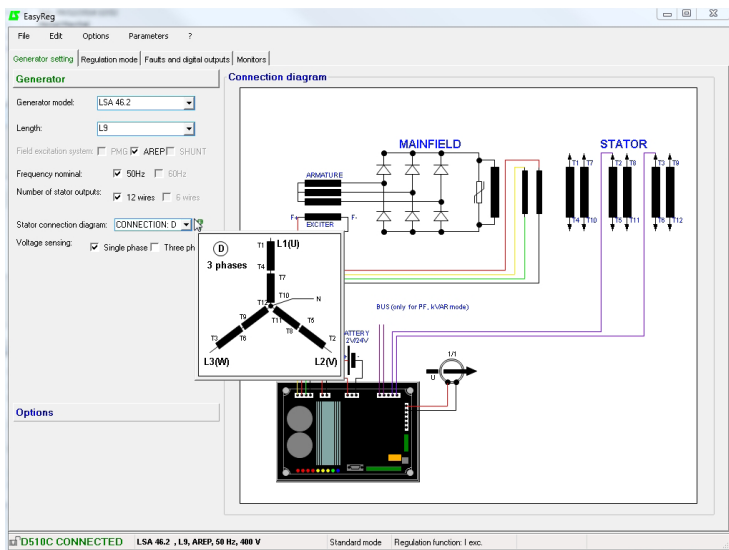 EasyReg
File Edit Options Parameters ?
Generator setting Regulation mode Faults and digital outputs Monitors
Generator
Connection diagram
Generator model: LSA 46.2
Length: L9
Field excitation system: PMG AREP SHUNT
Frequency nominal: 50Hz 60Hz
Number of stator outputs: 12 wires 6 wires
Stator connection diagram: CONNECTION: D
Voltage sensing: Single phase Three ph
D
3 phases
T1 L1(U)
T4
T7
T10
T12 N
T9 T11 T5
T3 T6 T8 T2
L3(W) L2(V)
MAINFIELD
STATOR
ARMATURE
F+ F-
EXCITER
T1 T7 T2 T8 T3 T9
T4 T10 T5 T11 T6 T12
BUS (only for PF, kVAR mode)
ATTERY
2V/24V
1/1
U
Options
D510C CONNECTED LSA 46.2 , L9, AREP, 50 Hz, 400 V Standard mode Regulation function: I exc.